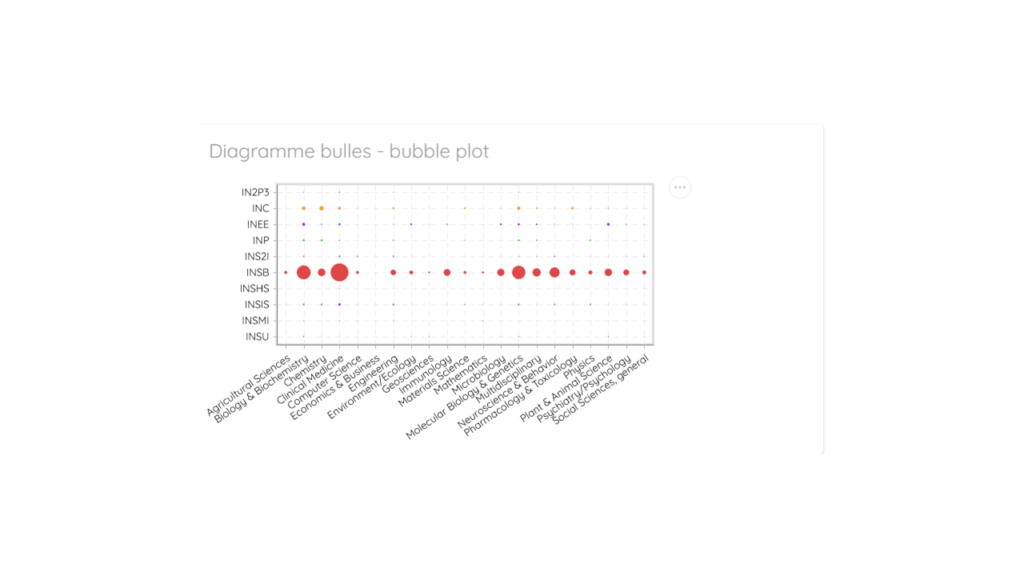 Diagramme bulles - bubble plot
IN2P3
INC
INEE
INP
INS2I
INSB
INSHS
INSIS
INSMI
INSU
Agricultural Sciences
Biology & Biochemistry
Chemistry
Clinical Medicine
Computer Science
Economics & Business
Engineering
Environment/Ecology
Geosciences
Immunology
Materials Science
Mathematics
Microbiology
Molecular Biology & Genetics
Multidisciplinary
Neuroscience & Behavior
Pharmacology & Toxicology
Physics
Plant & Animal Science
Psychiatry/Psychology
Social Sciences, general